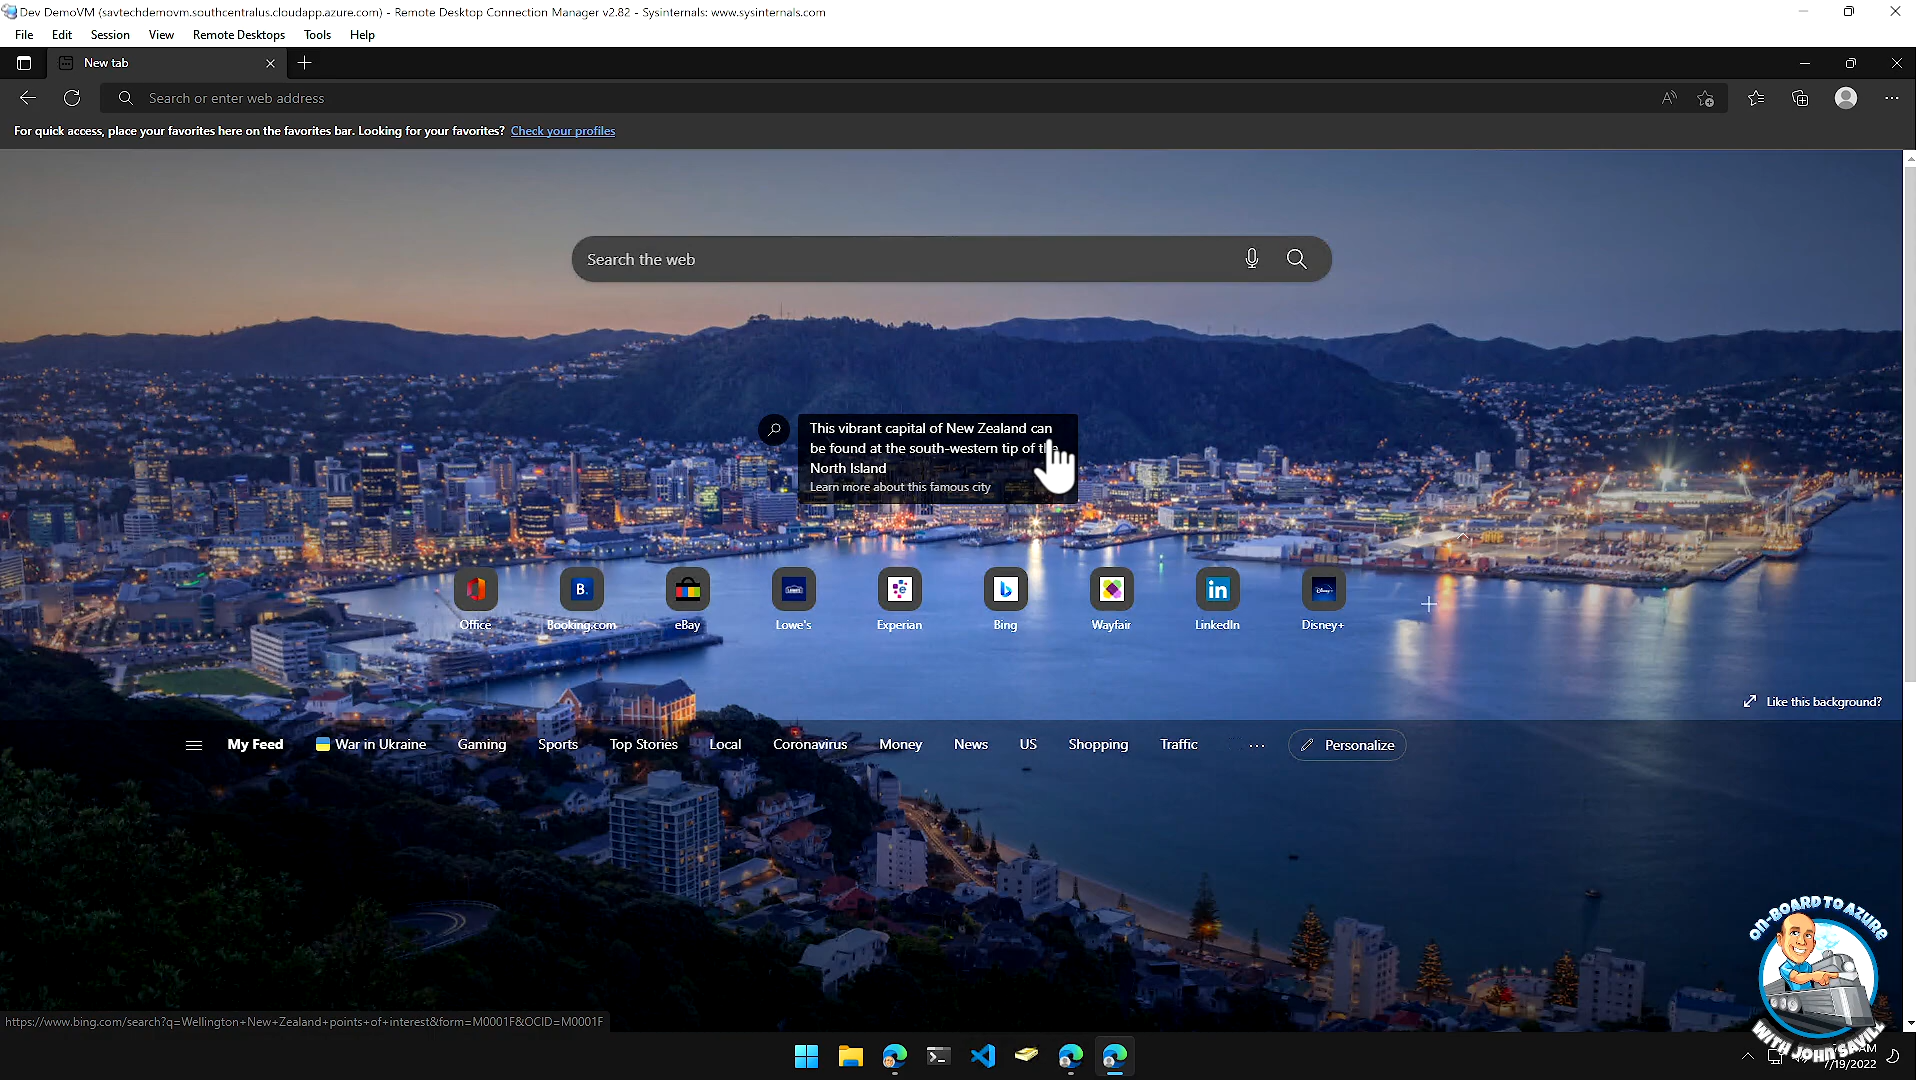 Dev DemoVM (savtechdemovm.southcentralus.cloudapp.azure.com) - Remote Desktop Connection Manager v2.82 - Sysinternals: www.sysinternals.com
File Edit Session View Remote Desktops Tools Help
New tab
Search or enter web address
For quick access, place your favorites here on the favorites bar. Looking for your favorites? Check your profiles
Search the web
This vibrant capital of New Zealand can
be found at the south-western tip of
North Island
Learn more about this famous city
Office Booking.com eBay Lowe's Experian Bing Wayfair LinkedIn Disney+
Like this background?
My Feed War in Ukraine Gaming Sports Top Stories Local Coronavirus Money News US Shopping Traffic ... Personalize
ON-BOARD TO AZURE
WITH JOHN SAVILL
https://www.bing.com/search?q=Wellington+New+Zealand+points+of+interest&form=M0001F&OCID=M0001F
AM
7/19/2022